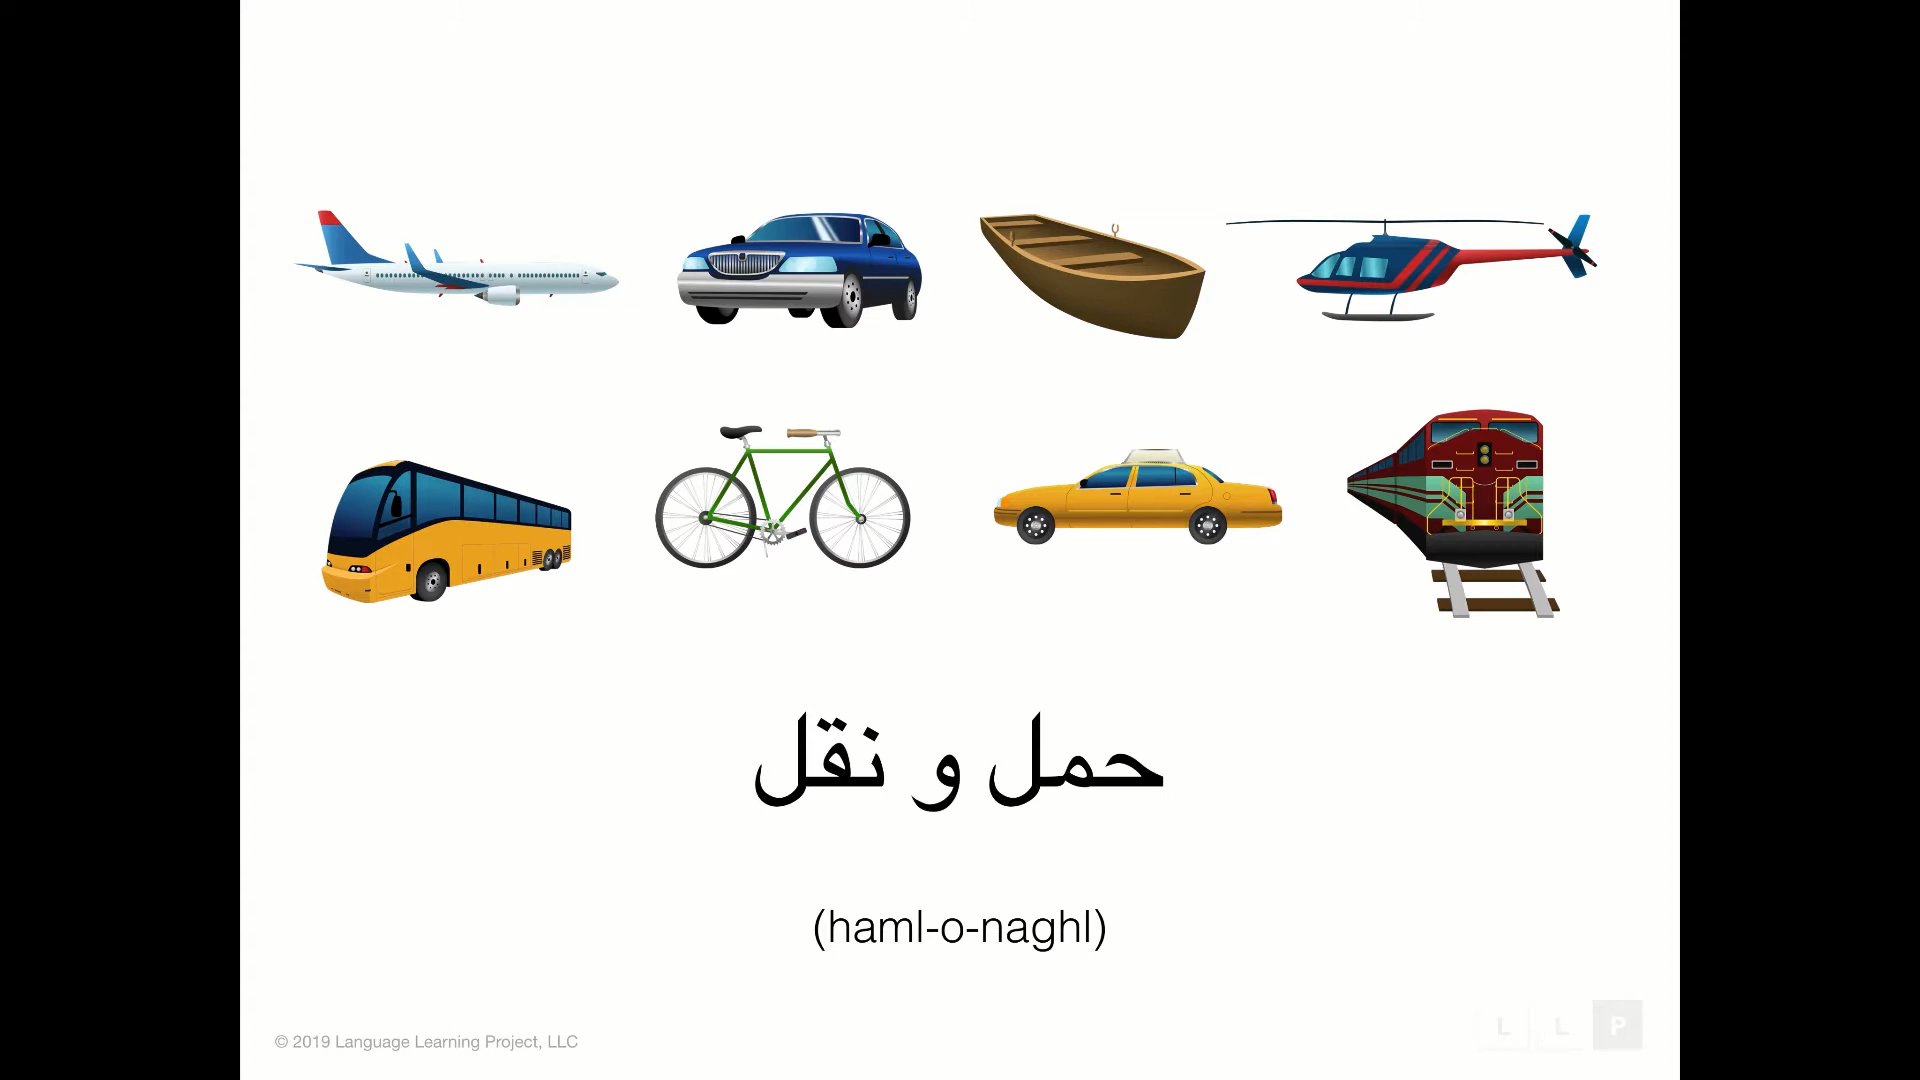 حمل و نقل
(haml-o-naghl)
© 2019 Language Learning Project, LLC
L L P